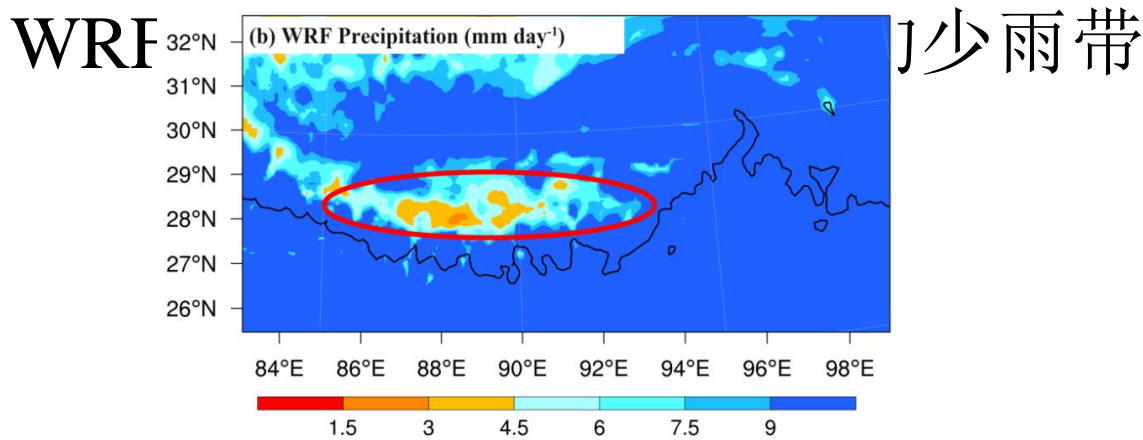 WRF 少雨带
(b) WRF Precipitation (mm day⁻¹)
32°N
31°N
30°N
29°N
28°N
27°N
26°N
84°E 86°E 88°E 90°E 92°E 94°E 96°E 98°E
1.5 3 4.5 6 7.5 9